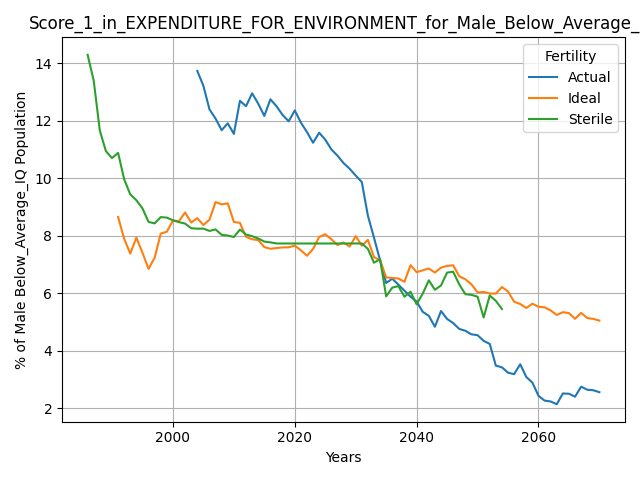 Score_1_in_EXPENDITURE_FOR_ENVIRONMENT_for_Male_Below_Average_
Fertility
Actual
Ideal
Sterile
% of Male Below_Average_IQ Population
14
12
10
8
6
4
2
2000
2020
2040
2060
Years